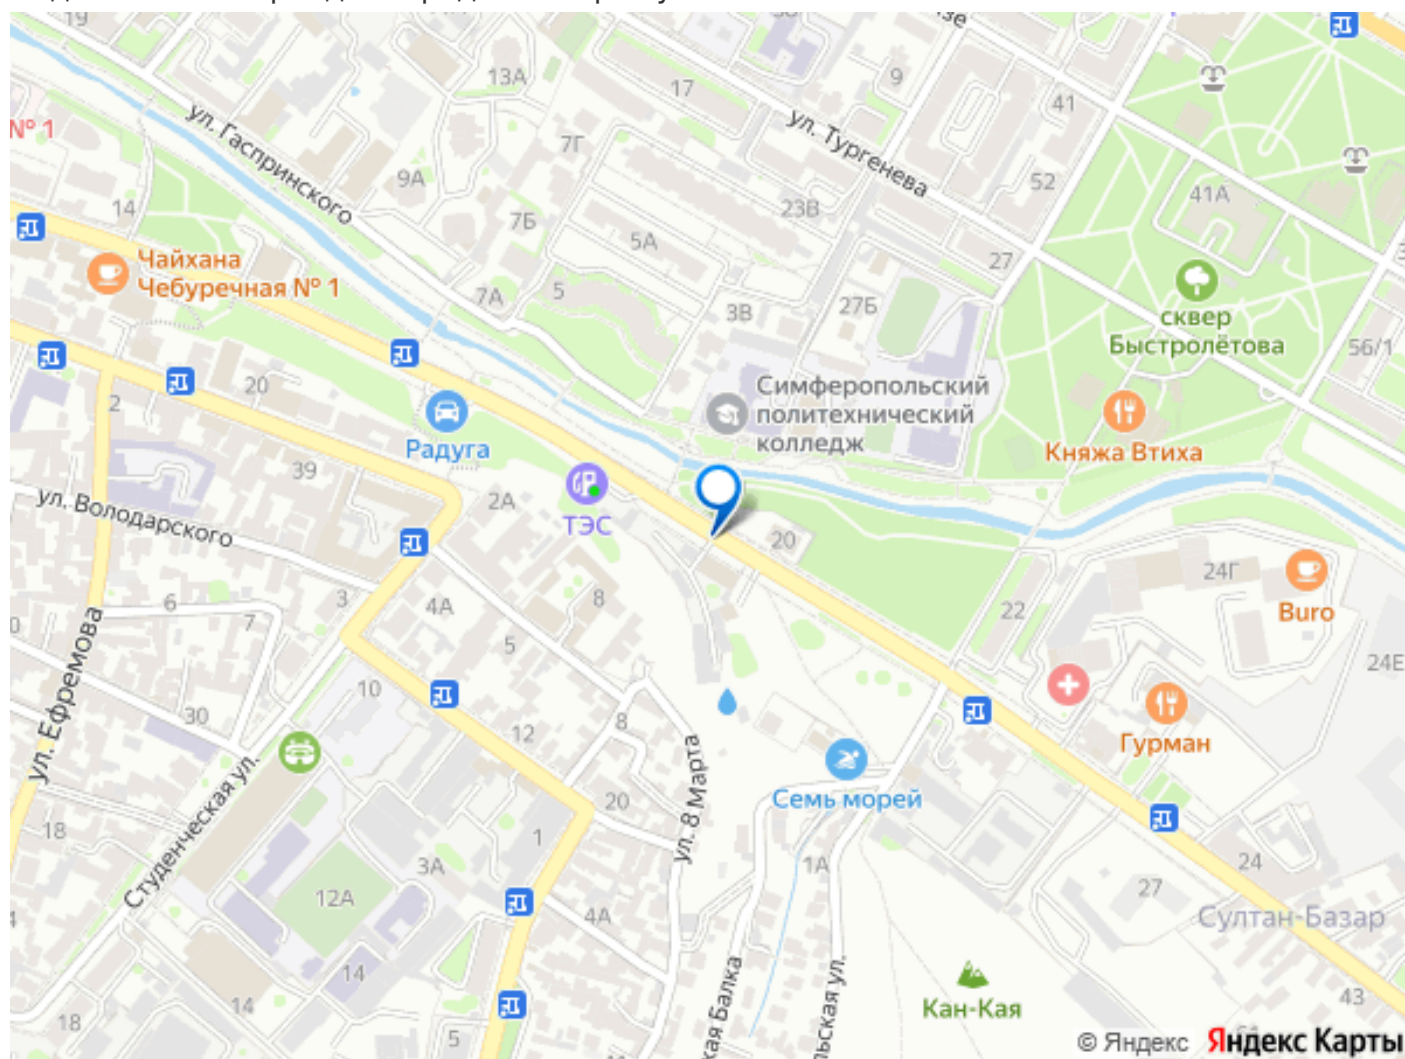 19
13А
17
9
41
№ 1
ул. Гаспринского
7Г
ул. Тургенева
9А
52
41А
14
7Б
23В
5А
27
Чайхана
Чебуречная № 1
7А
5
3В
27Б
сквер
Быстролётова
56/1
20
2
Симферопольский
политехнический
колледж
Радуга
Княжа Втиха
39
2А
ул. Володарского
ТЭС
20
24Г
Buro
6
7
3
4А
8
5
22
24Е
ул. Ефремова
10
30
12
8
Гурман
ул. 8 Марта
Семь морей
Студенческая ул.
18
20
1
3А
1А
24
27
12А
4А
Султан-Базар
14
14
Кан-Кая
43
18
5
© Яндекс Яндекс Карты